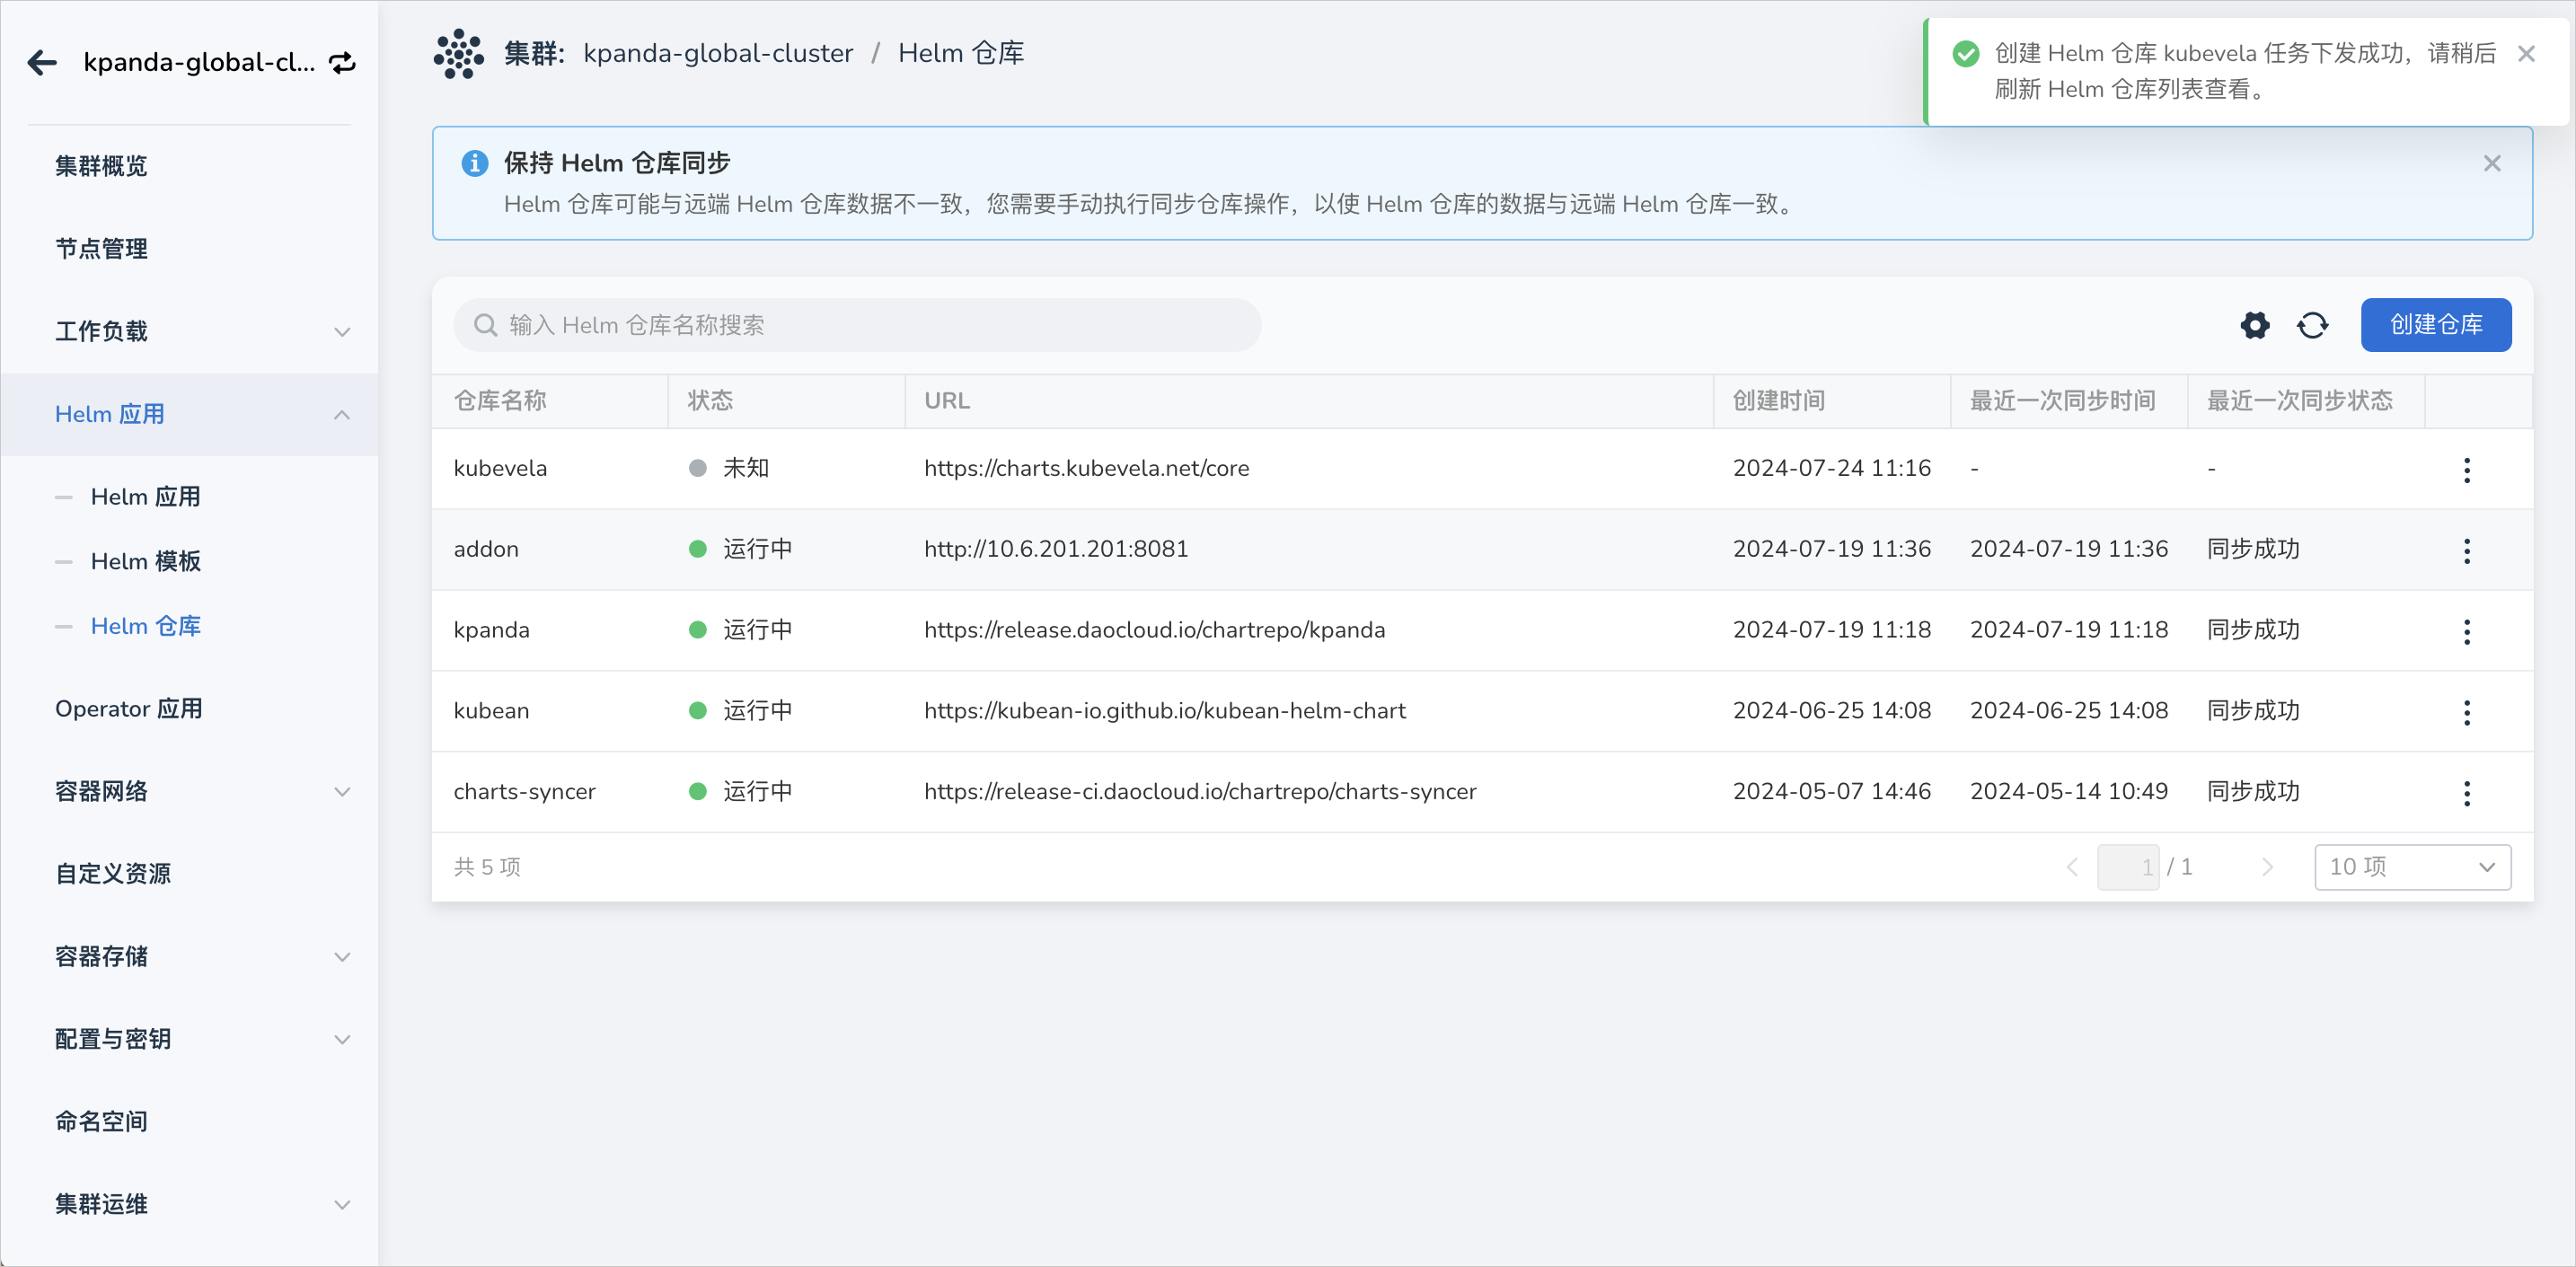 kpanda-global-cl...
集群概览
节点管理
工作负载
Helm 应用
Helm 应用
Helm 模板
Helm 仓库
Operator 应用
容器网络
自定义资源
容器存储
配置与密钥
命名空间
集群运维
集群: kpanda-global-cluster / Helm 仓库
创建 Helm 仓库 kubevela 任务下发成功，请稍后
刷新 Helm 仓库列表查看。
保持 Helm 仓库同步
Helm 仓库可能与远端 Helm 仓库数据不一致，您需要手动执行同步仓库操作，以使 Helm 仓库的数据与远端 Helm 仓库一致。
输入 Helm 仓库名称搜索
创建仓库
仓库名称 状态 URL 创建时间 最近一次同步时间 最近一次同步状态
kubevela 未知 https://charts.kubevela.net/core 2024-07-24 11:16 - -
addon 运行中 http://10.6.201.201:8081 2024-07-19 11:36 2024-07-19 11:36 同步成功
kpanda 运行中 https://release.daocloud.io/chartrepo/kpanda 2024-07-19 11:18 2024-07-19 11:18 同步成功
kubean 运行中 https://kubean-io.github.io/kubean-helm-chart 2024-06-25 14:08 2024-06-25 14:08 同步成功
charts-syncer 运行中 https://release-ci.daocloud.io/chartrepo/charts-syncer 2024-05-07 14:46 2024-05-14 10:49 同步成功
共 5 项 1 / 1 10 项